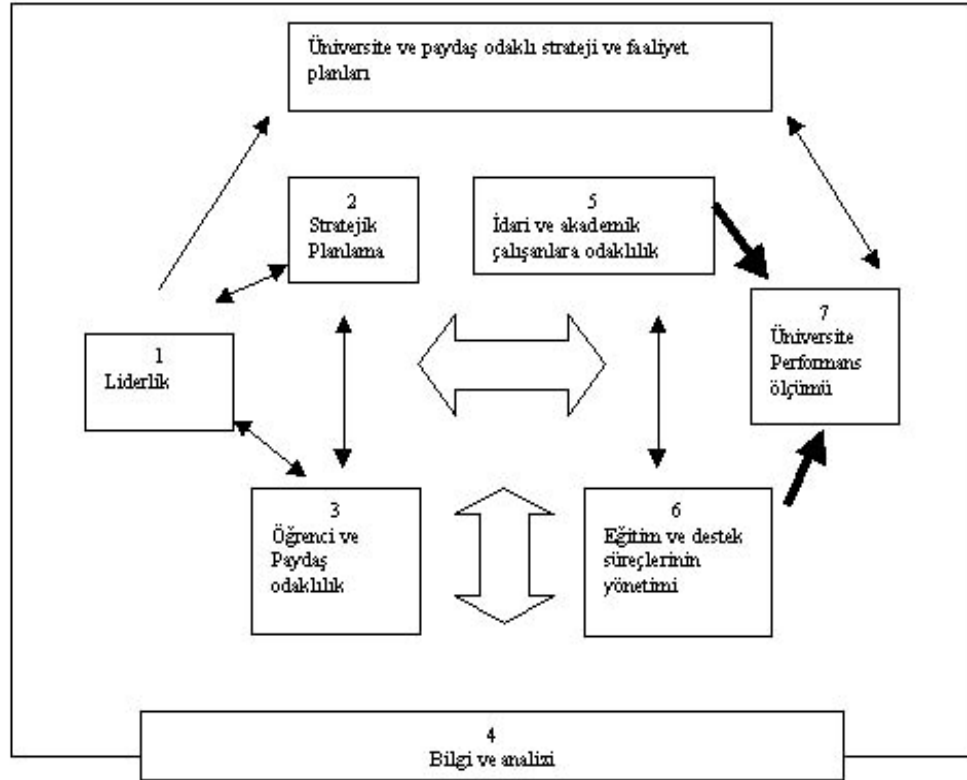 Üniversite ve paydaş odaklı strateji ve faaliyet
planları
2
Stratejik
Planlama
5
İdari ve akademik
çalışanlara odaklılık
1
Liderlik
7
Üniversite
Performans
ölçümü
3
Öğrenci ve
Paydaş
odaklılık
6
Eğitim ve destek
süreçlerinin
yönetimi
4
Bilgi ve analizi